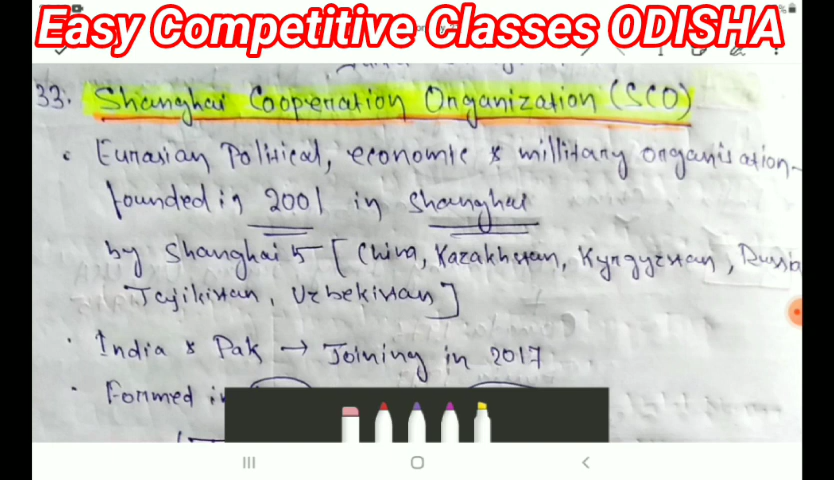 Easy Competitive Classes ODISHA
33. Shanghai Cooperation Organization (SCO)
• Eurasian Political, economic & millitary organisation-
founded in 2001 in Shanghai
by Shanghai 5 [China, Kazakhstan, Kyrgyzstan, Russia
Tajikistan, Uzbekistan]
• India & Pak → Joining in 2017
• Formed in